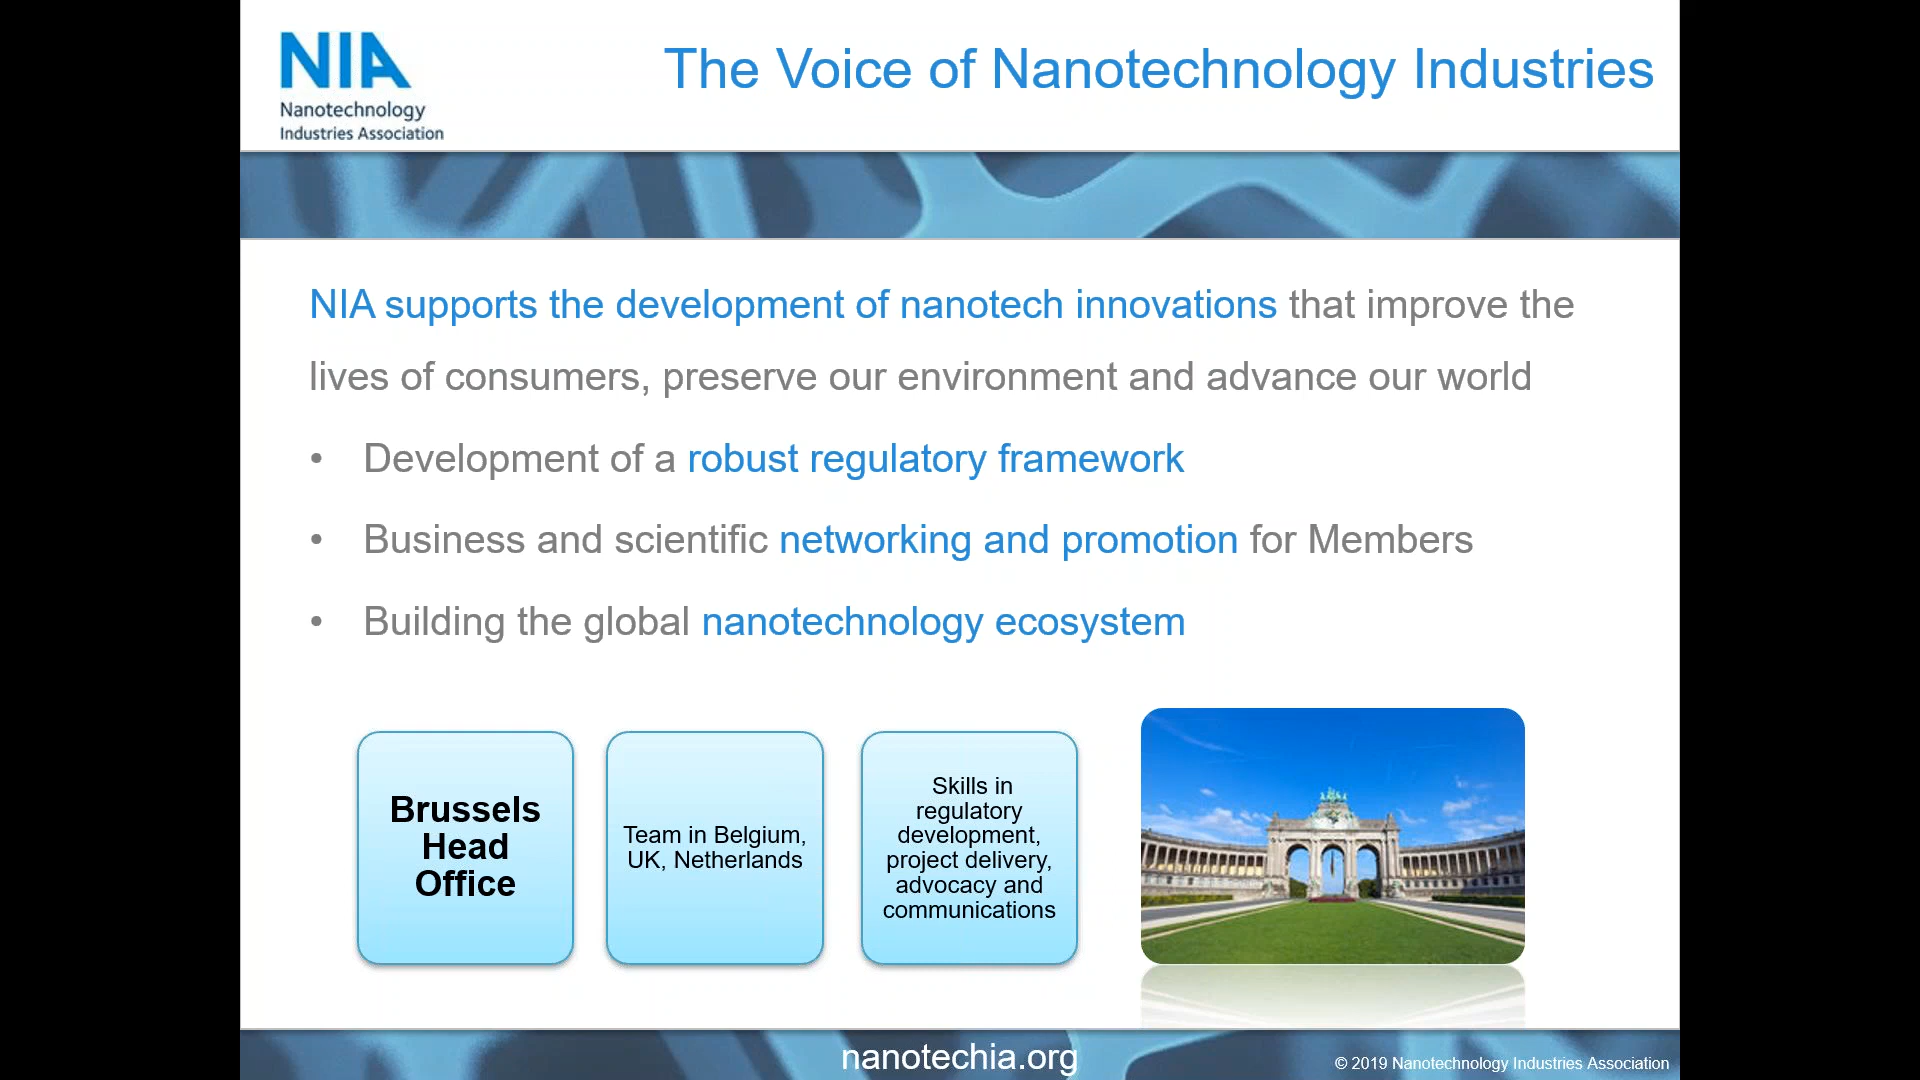 NIA
Nanotechnology
Industries Association
The Voice of Nanotechnology Industries
NIA supports the development of nanotech innovations that improve the
lives of consumers, preserve our environment and advance our world
• Development of a robust regulatory framework
• Business and scientific networking and promotion for Members
• Building the global nanotechnology ecosystem
Brussels
Head
Office
Team in Belgium,
UK, Netherlands
Skills in
regulatory
development,
project delivery,
advocacy and
communications
nanotechia.org
© 2019 Nanotechnology Industries Association